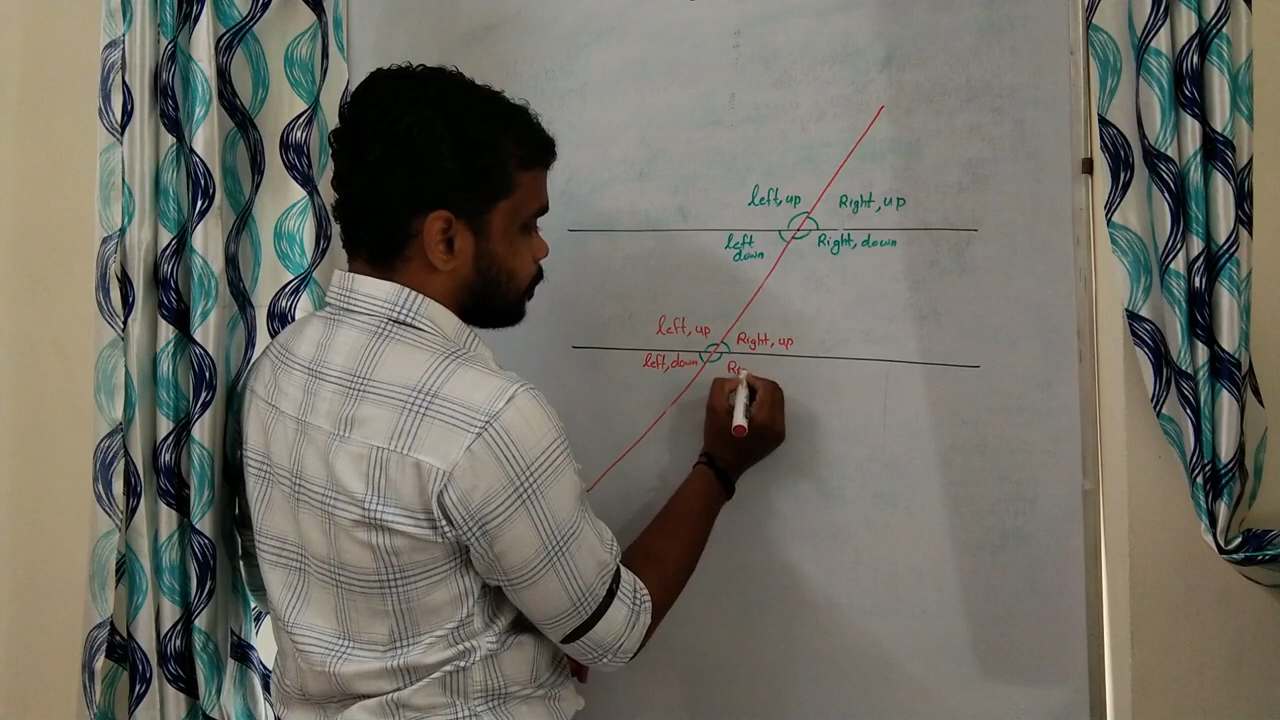 left, up
Right, up
left
down
Right, down
left, up
Right, up
left, down